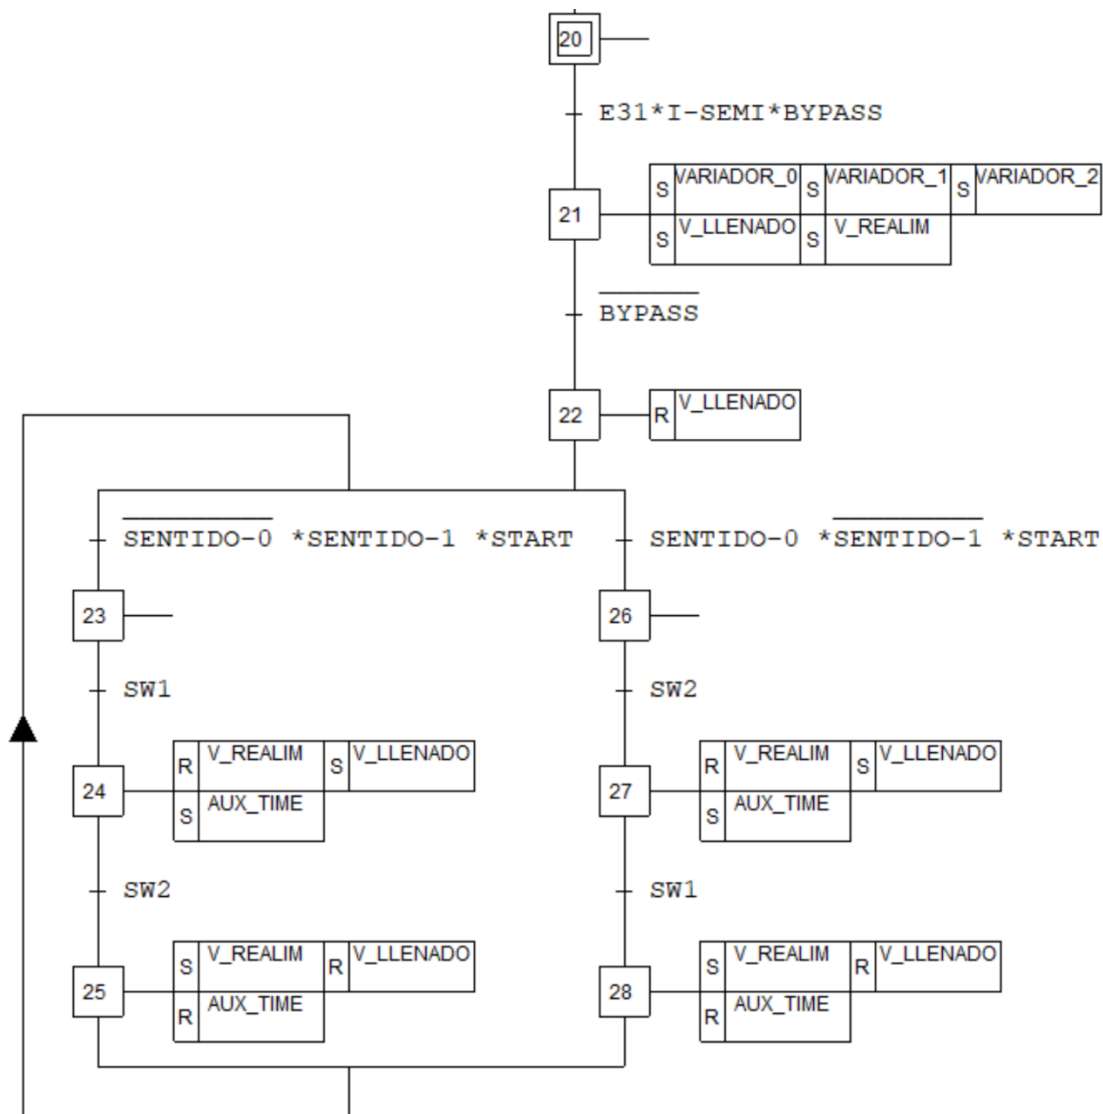 20
E31*I-SEMI*BYPASS
21
S VARIADOR_0 S VARIADOR_1 S VARIADOR_2
S V_LLENADO S V_REALIM
BYPASS
22
R V_LLENADO
SENTIDO-0 *SENTIDO-1 *START
SENTIDO-0 *SENTIDO-1 *START
23
26
SW1
SW2
24
R V_REALIM S V_LLENADO
S AUX_TIME
27
R V_REALIM S V_LLENADO
S AUX_TIME
SW2
SW1
25
S V_REALIM R V_LLENADO
R AUX_TIME
28
S V_REALIM R V_LLENADO
R AUX_TIME